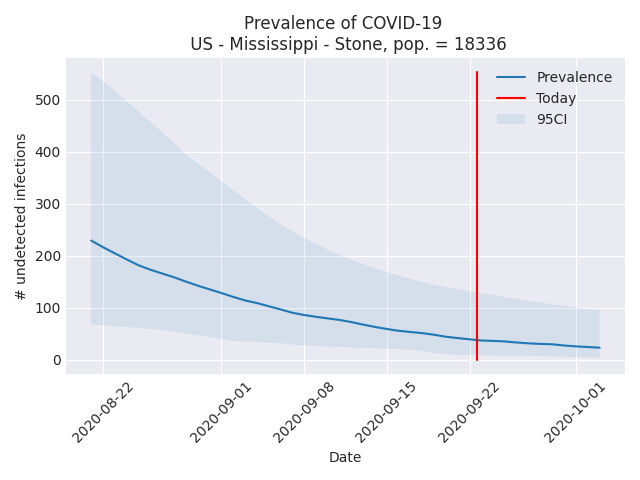 Prevalence of COVID-19
US - Mississippi - Stone, pop. = 18336
Prevalence
Today
95CI
500
400
300
200
100
0
# undetected infections
2020-08-22
2020-09-01
2020-09-08
2020-09-15
2020-09-22
2020-10-01
Date